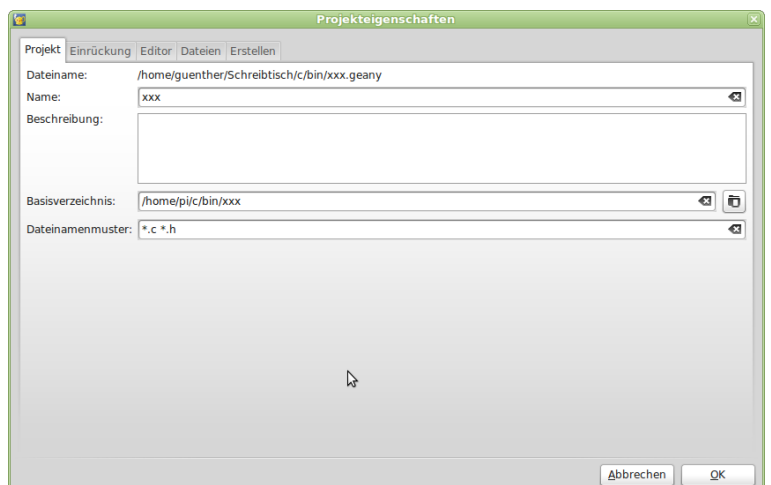 Projekteigenschaften
Projekt Einrückung Editor Dateien Erstellen
Dateiname: /home/guenther/Schreibtisch/c/bin/xxx.geany
Name: xxx
Beschreibung:
Basisverzeichnis: /home/pi/c/bin/xxx
Dateinamenmuster: *.c *.h
Abbrechen OK